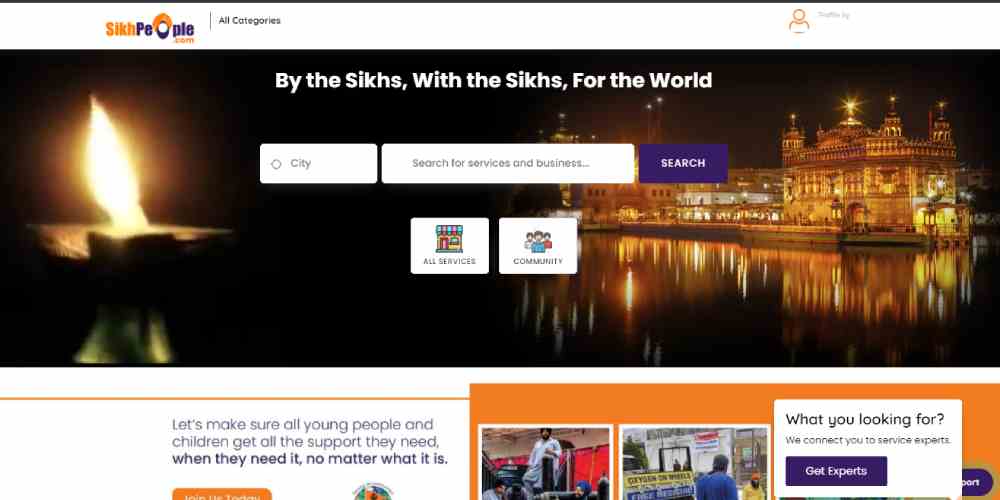 SikhPeople
.com
All Categories
By the Sikhs, With the Sikhs, For the World
City
Search for services and business...
SEARCH
ALL SERVICES
COMMUNITY
Let's make sure all young people and
children get all the support they need,
when they need it, no matter what it is.
Join Us Today
OXYGEN ON WHEELS
What you looking for?
We connect you to service experts.
Get Experts
port